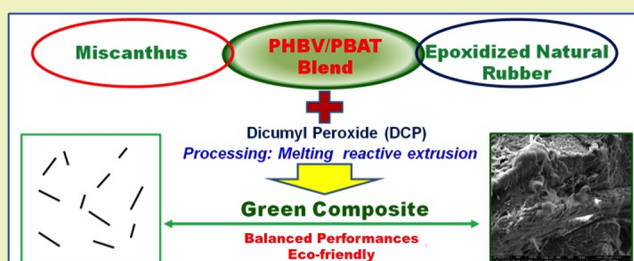 Miscanthus
PHBV/PBAT
Blend
Epoxidized Natural
Rubber
Dicumyl Peroxide (DCP)
Processing: Melting reactive extrusion
Green Composite
Balanced Performances
Eco-friendly